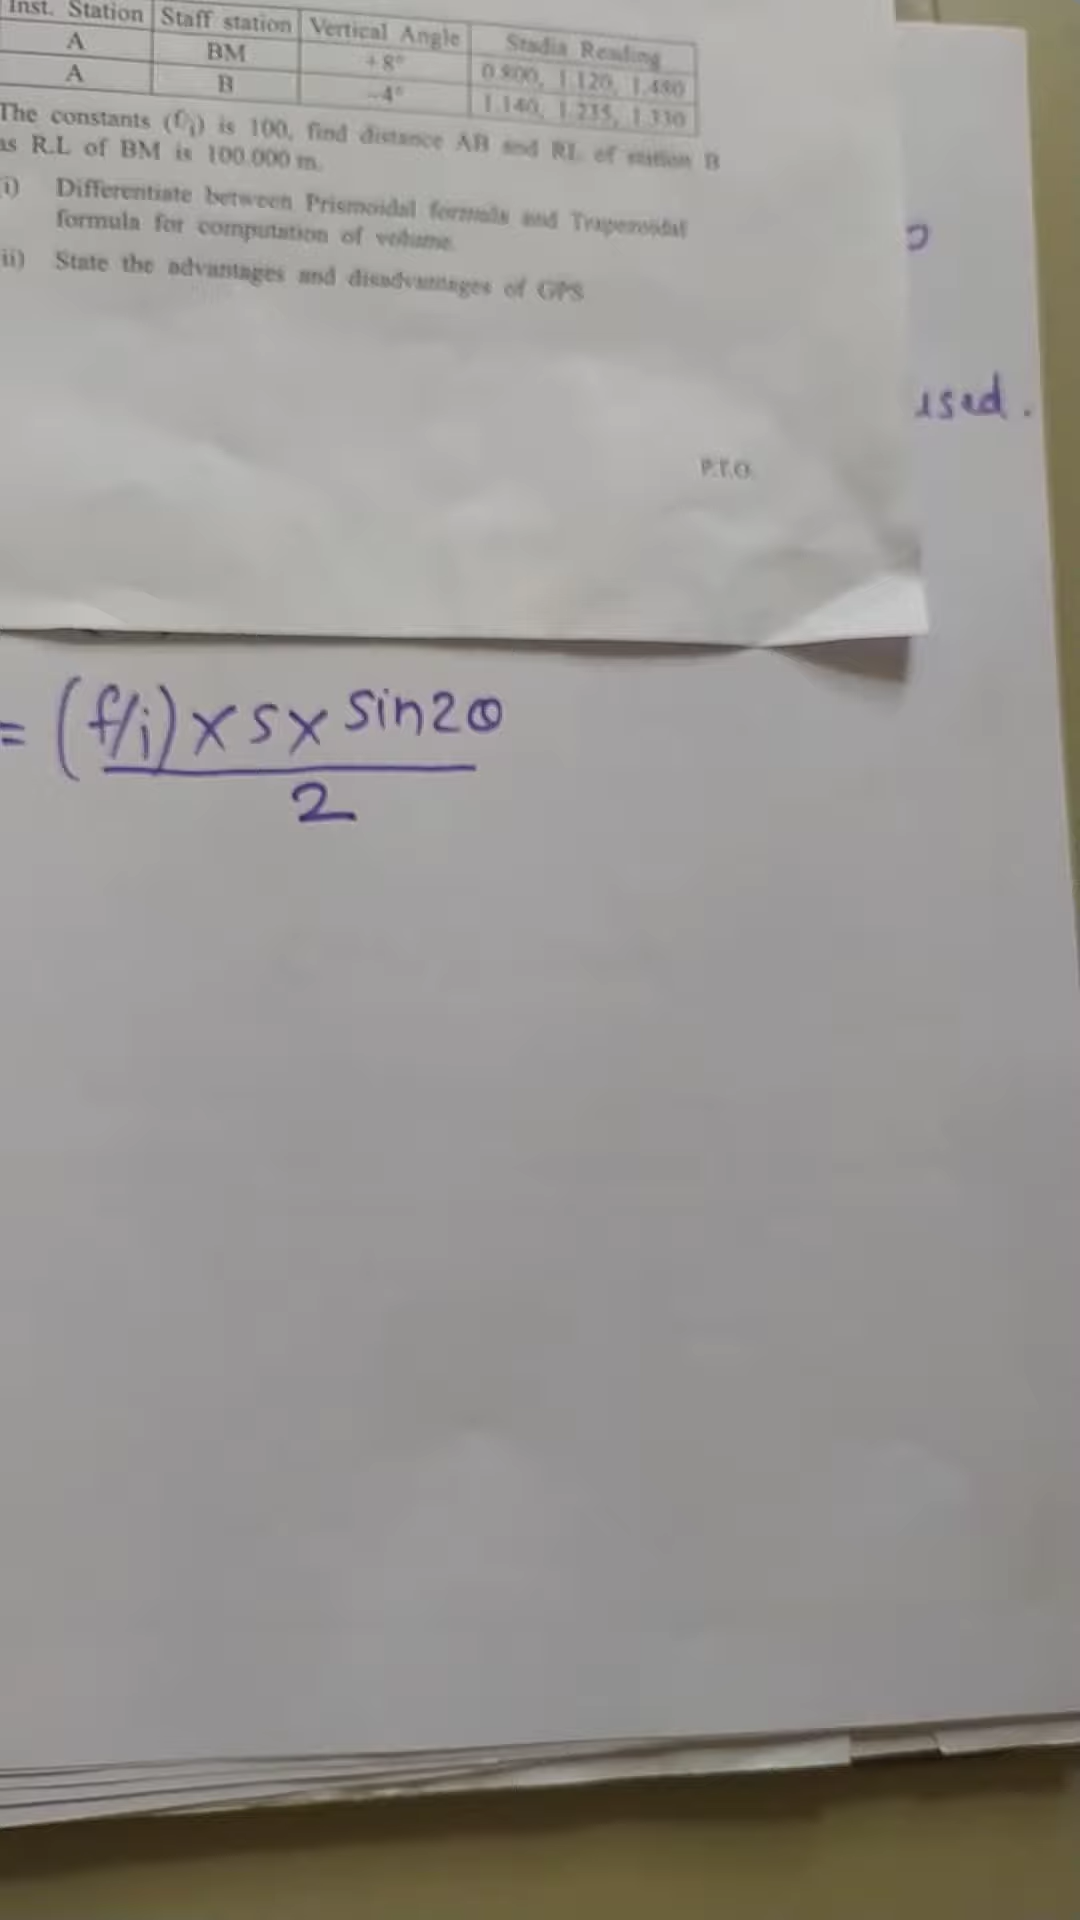 Inst. Station Staff station Vertical Angle Stadia Reading
A BM +8° 0.800, 1.120, 1.480
A B -4° 1.140, 1.235, 1.330
The constants (f/i) is 100, find distance AB and RL of station B
as R.L of BM is 100.000 m.
i) Differentiate between Prismoidal formula and Trapezoidal
formula for computation of volume.
ii) State the advantages and disadvantages of GPS
used.
P.T.O.
= (f/i) x s x sin2θ
2